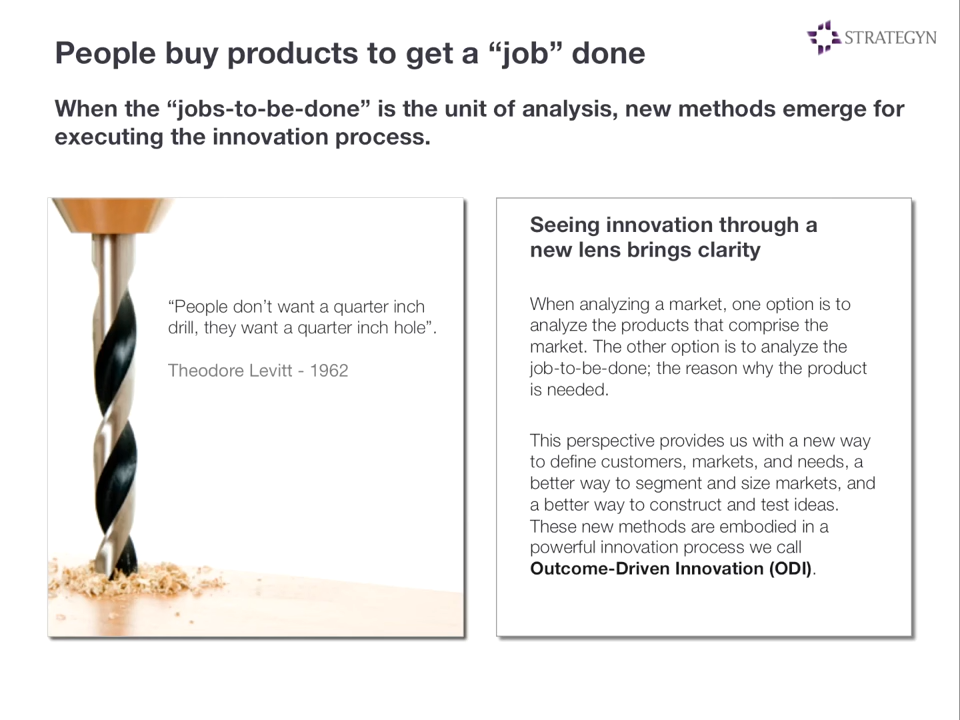 People buy products to get a “job” done
STRATEGYN
When the “jobs-to-be-done” is the unit of analysis, new methods emerge for
executing the innovation process.
“People don’t want a quarter inch
drill, they want a quarter inch hole”.
Theodore Levitt - 1962
Seeing innovation through a
new lens brings clarity
When analyzing a market, one option is to
analyze the products that comprise the
market. The other option is to analyze the
job-to-be-done; the reason why the product
is needed.
This perspective provides us with a new way
to define customers, markets, and needs, a
better way to segment and size markets, and
a better way to construct and test ideas.
These new methods are embodied in a
powerful innovation process we call
Outcome-Driven Innovation (ODI).